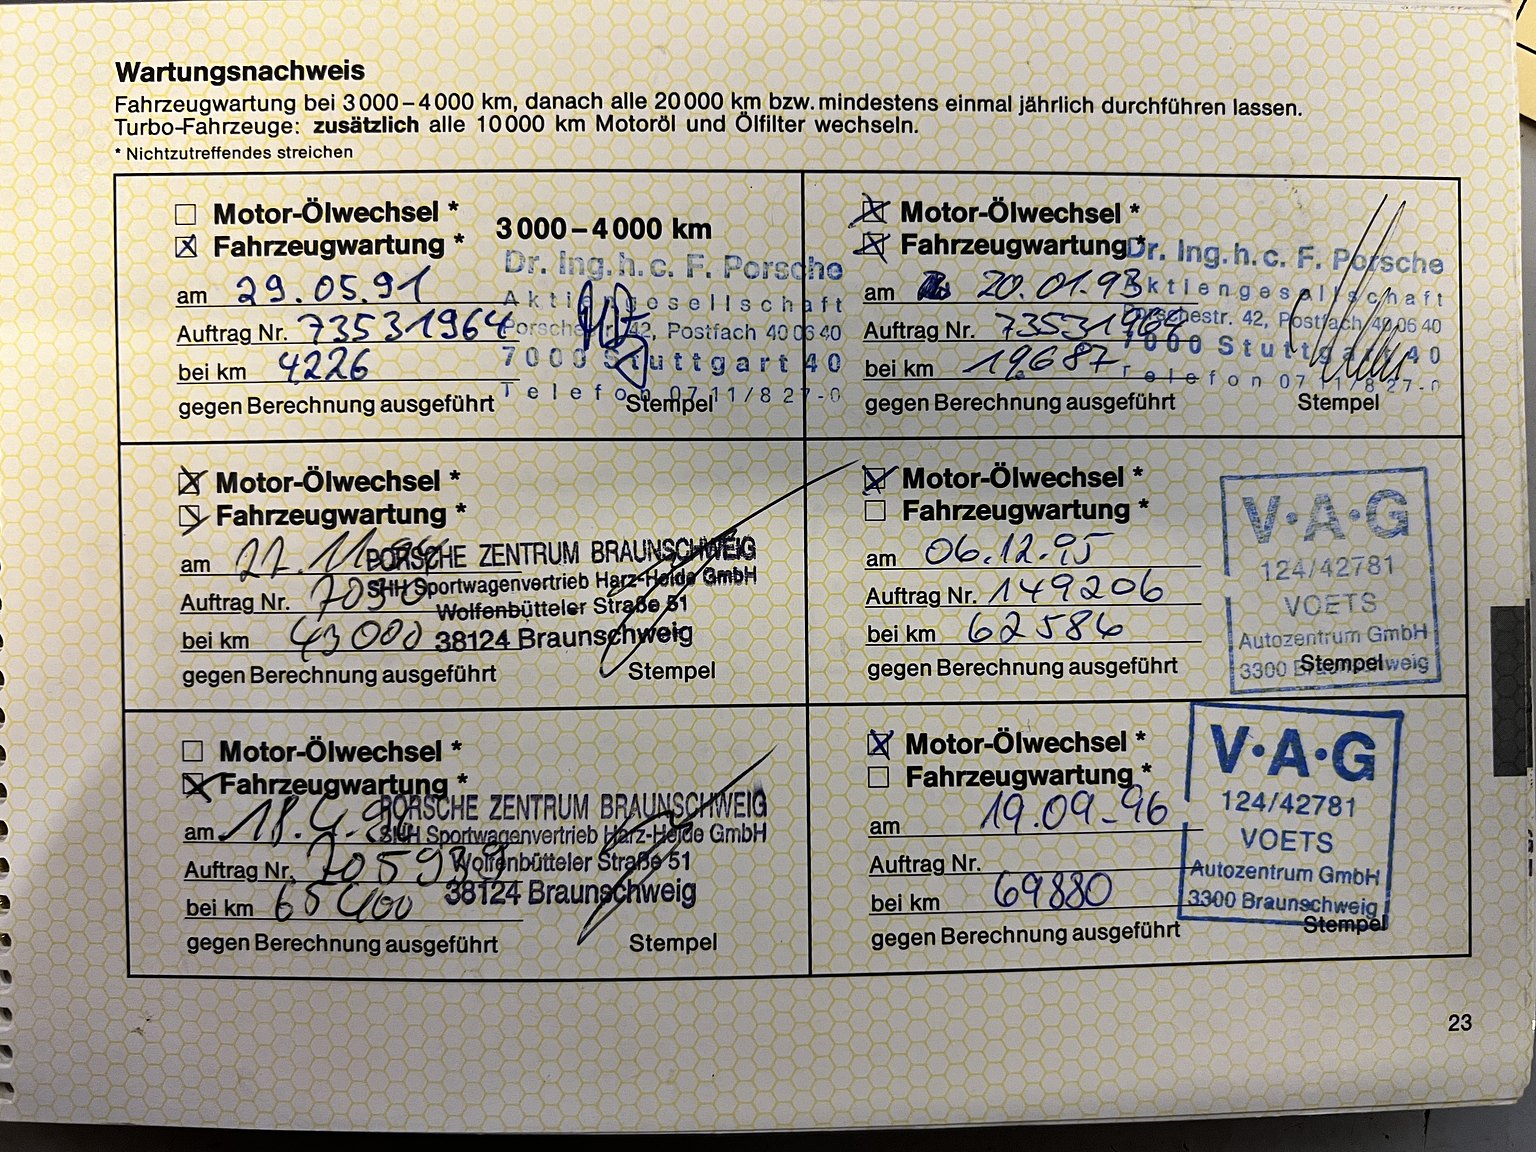 Wartungsnachweis
Fahrzeugwartung bei 3000–4000 km, danach alle 20000 km bzw. mindestens einmal jährlich durchführen lassen.
Turbo-Fahrzeuge: zusätzlich alle 10000 km Motoröl und Ölfilter wechseln.
* Nichtzutreffendes streichen
Motor-Ölwechsel *
Fahrzeugwartung *
3000–4000 km
am 29.05.91
Auftrag Nr. 73531964
bei km 4226
gegen Berechnung ausgeführt
Stempel
Dr. Ing. h. c. F. Porsche
Aktiengesellschaft
Porschestr. 42, Postfach 40 06 40
7000 Stuttgart 40
Telefon 07 11/8 27-0
Motor-Ölwechsel *
Fahrzeugwartung *
am 20.01.93
Auftrag Nr. 73531964
bei km 19687
gegen Berechnung ausgeführt
Stempel
Dr. Ing. h. c. F. Porsche
Aktiengesellschaft
Porschestr. 42, Postfach 40 06 40
7000 Stuttgart 40
Telefon 07 11/8 27-0
Motor-Ölwechsel *
Fahrzeugwartung *
am
Auftrag Nr.
bei km 43000
gegen Berechnung ausgeführt
Stempel
PORSCHE ZENTRUM BRAUNSCHWEIG
SHH Sportwagenvertrieb Harz-Heide GmbH
Wolfenbütteler Straße 51
38124 Braunschweig
Motor-Ölwechsel *
Fahrzeugwartung *
am 06.12.95
Auftrag Nr. 149206
bei km 62586
gegen Berechnung ausgeführt
Stempel
V·A·G
124/42781
VOETS
Autozentrum GmbH
3300 Braunschweig
Motor-Ölwechsel *
Fahrzeugwartung *
am
Auftrag Nr. 705939
bei km 65400
gegen Berechnung ausgeführt
Stempel
PORSCHE ZENTRUM BRAUNSCHWEIG
SHH Sportwagenvertrieb Harz-Heide GmbH
Wolfenbütteler Straße 51
38124 Braunschweig
Motor-Ölwechsel *
Fahrzeugwartung *
am 19.09.96
Auftrag Nr.
bei km 69880
gegen Berechnung ausgeführt
Stempel
V·A·G
124/42781
VOETS
Autozentrum GmbH
3300 Braunschweig
23